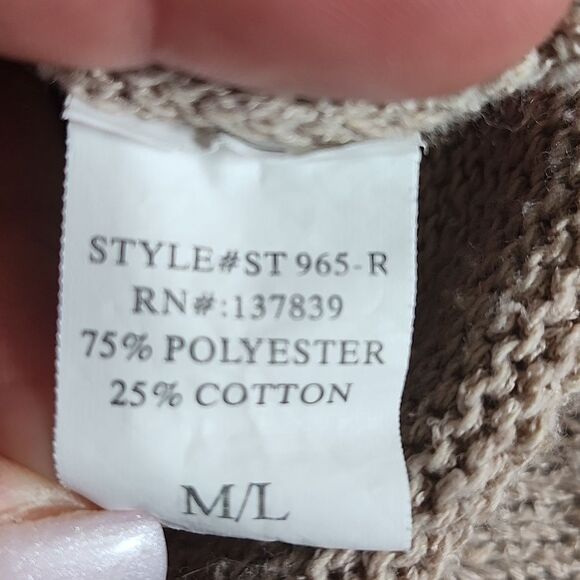 STYLE#ST 965-R
RN#:137839
75% POLYESTER
25% COTTON
M/L